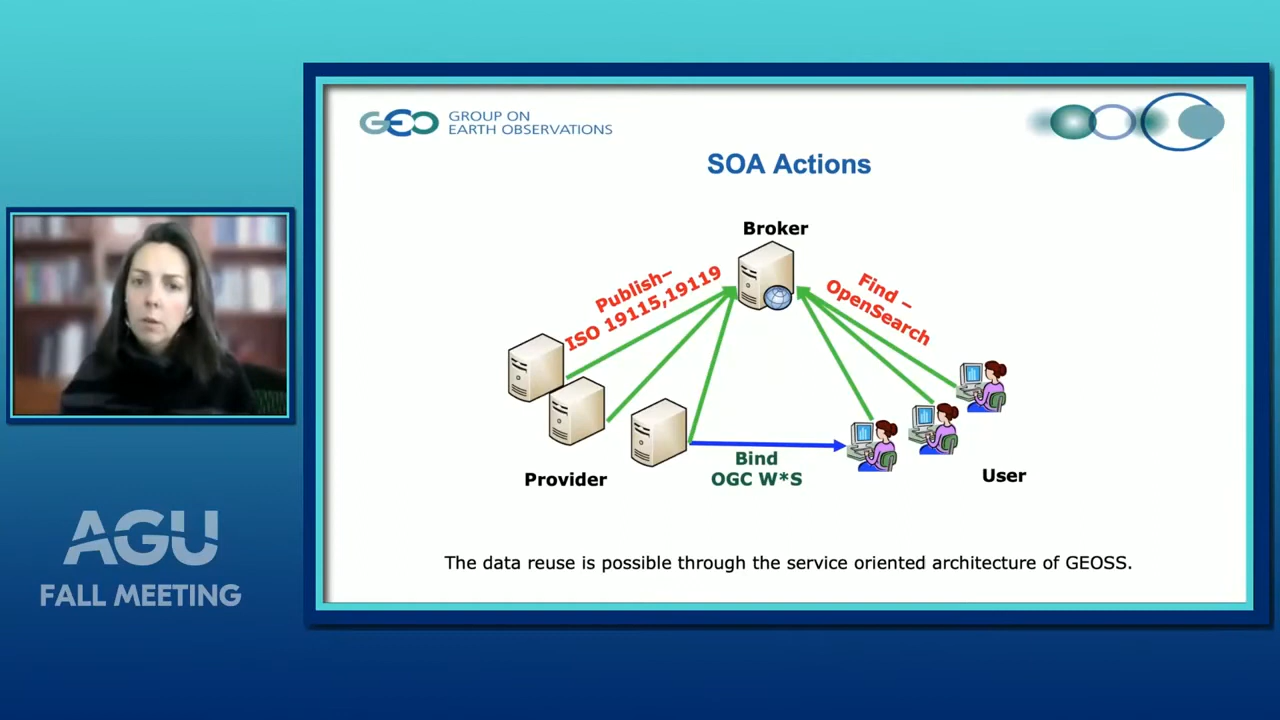 GEO
GROUP ON
EARTH OBSERVATIONS
SOA Actions
Broker
Publish–
ISO 19115,19119
Find –
OpenSearch
Bind
OGC W*S
Provider
User
The data reuse is possible through the service oriented architecture of GEOSS.
AGU
FALL MEETING